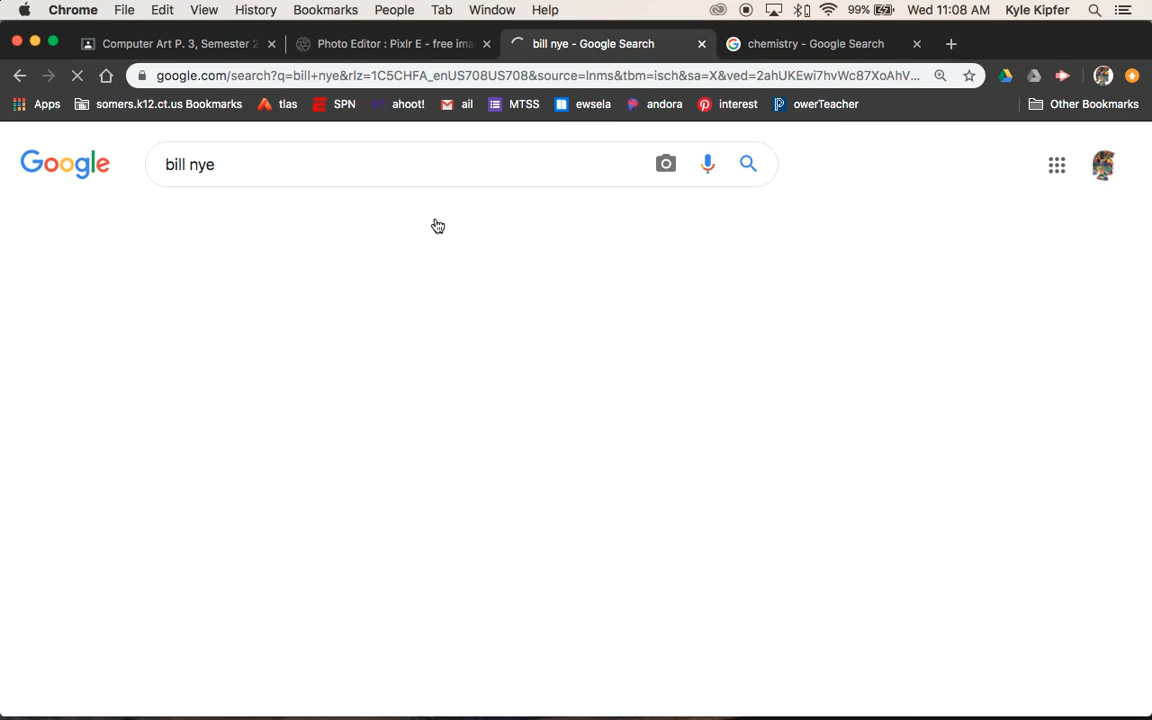 Chrome File Edit View History Bookmarks People Tab Window Help 99% Wed 11:08 AM Kyle Kipfer
Computer Art P. 3, Semester 2 Photo Editor : Pixlr E - free ima bill nye - Google Search chemistry - Google Search
google.com/search?q=bill+nye&rlz=1C5CHFA_enUS708US708&source=lnms&tbm=isch&sa=X&ved=2ahUKEwi7hvWc87XoAhV...
Apps somers.k12.ct.us Bookmarks tlas SPN ahoot! ail MTSS ewsela andora interest owerTeacher Other Bookmarks
Google bill nye